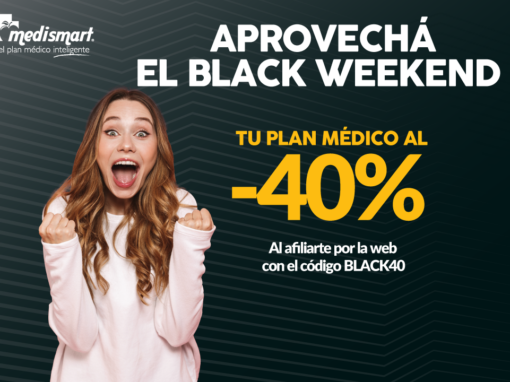 medismart.
el plan médico inteligente.
APROVECHÁ
EL BLACK WEEKEND
TU PLAN MÉDICO AL
-40%
Al afiliarte por la web
con el código BLACK40